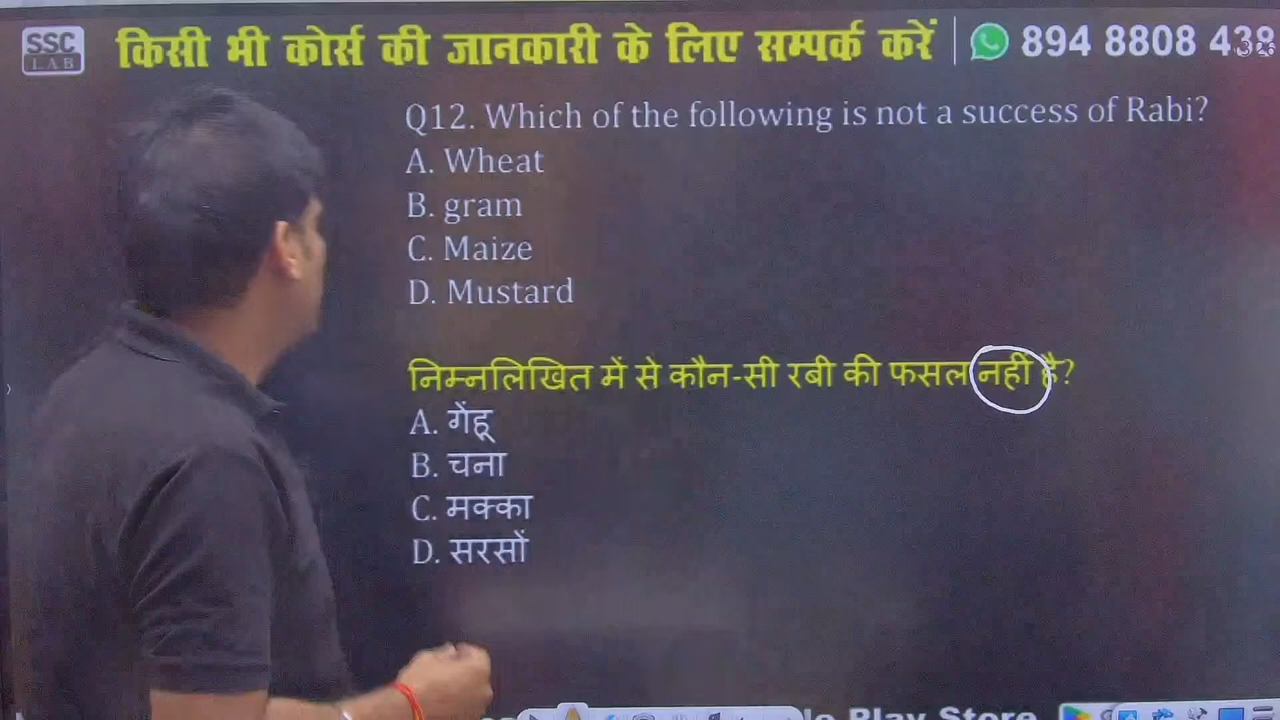 SSC
LAB
किसी भी कोर्स की जानकारी के लिए सम्पर्क करें
894 8808 438
Q12. Which of the following is not a success of Rabi?
A. Wheat
B. gram
C. Maize
D. Mustard
निम्नलिखित में से कौन-सी रबी की फसल नहीं है?
A. गेंहू
B. चना
C. मक्का
D. सरसों
Play Store